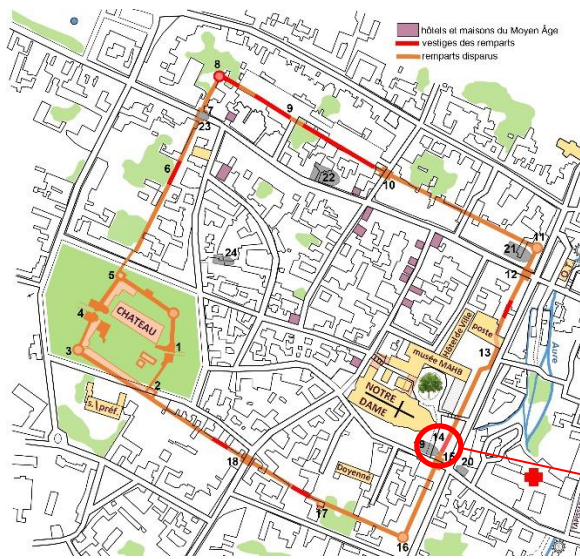 hôtels et maisons du Moyen Âge
vestiges des remparts
remparts disparus
8
7
23
9
6
22
10
11
21
12
24
5
4
CHATEAU
1
3
2
Hôtel de Ville
poste
musée MAHB
13
Aure
NOTRE
DAME
s. préf.
14
9
15
20
18
Doyenné
17
16